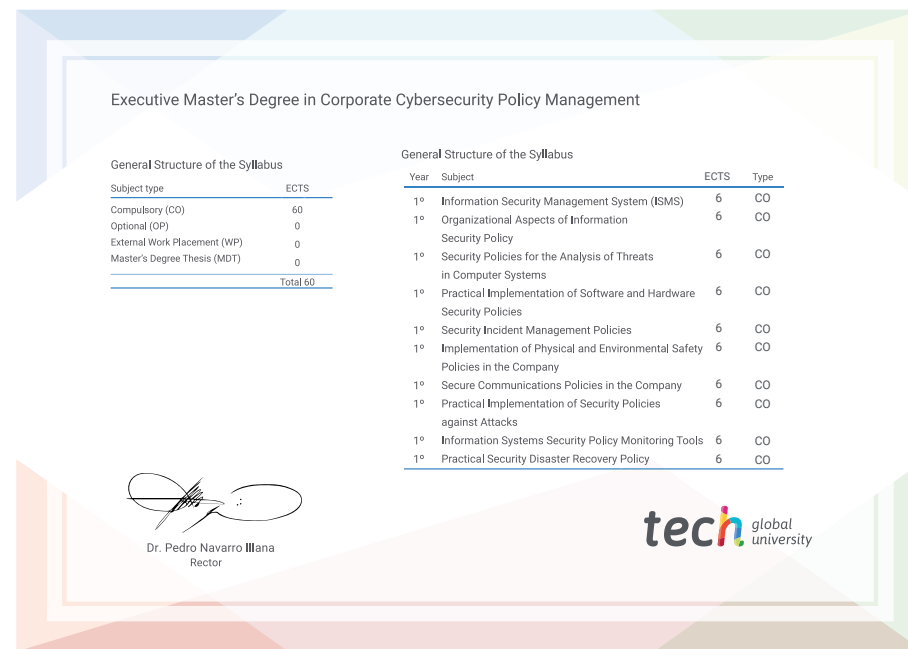 Executive Master's Degree in Corporate Cybersecurity Policy Management
General Structure of the Syllabus
Subject type ECTS
Compulsory (CO) 60
Optional (OP) 0
External Work Placement (WP) 0
Master's Degree Thesis (MDT) 0
Total 60
General Structure of the Syllabus
Year Subject ECTS Type
1º Information Security Management System (ISMS) 6 CO
1º Organizational Aspects of Information 6 CO
Security Policy
1º Security Policies for the Analysis of Threats 6 CO
in Computer Systems
1º Practical Implementation of Software and Hardware 6 CO
Security Policies
1º Security Incident Management Policies 6 CO
1º Implementation of Physical and Environmental Safety 6 CO
Policies in the Company
1º Secure Communications Policies in the Company 6 CO
1º Practical Implementation of Security Policies 6 CO
against Attacks
1º Information Systems Security Policy Monitoring Tools 6 CO
1º Practical Security Disaster Recovery Policy 6 CO
Dr. Pedro Navarro Illana
Rector
tech global
university